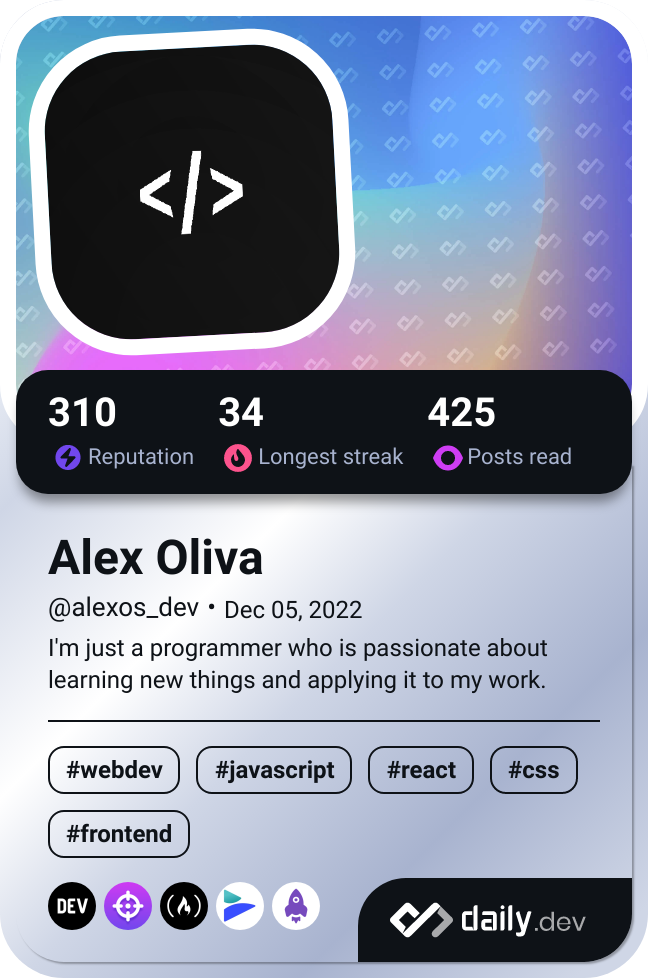 </>
310 34 425
Reputation Longest streak Posts read
Alex Oliva
@alexos_dev • Dec 05, 2022
I'm just a programmer who is passionate about
learning new things and applying it to my work.
#webdev #javascript #react #css
#frontend
DEV
daily.dev